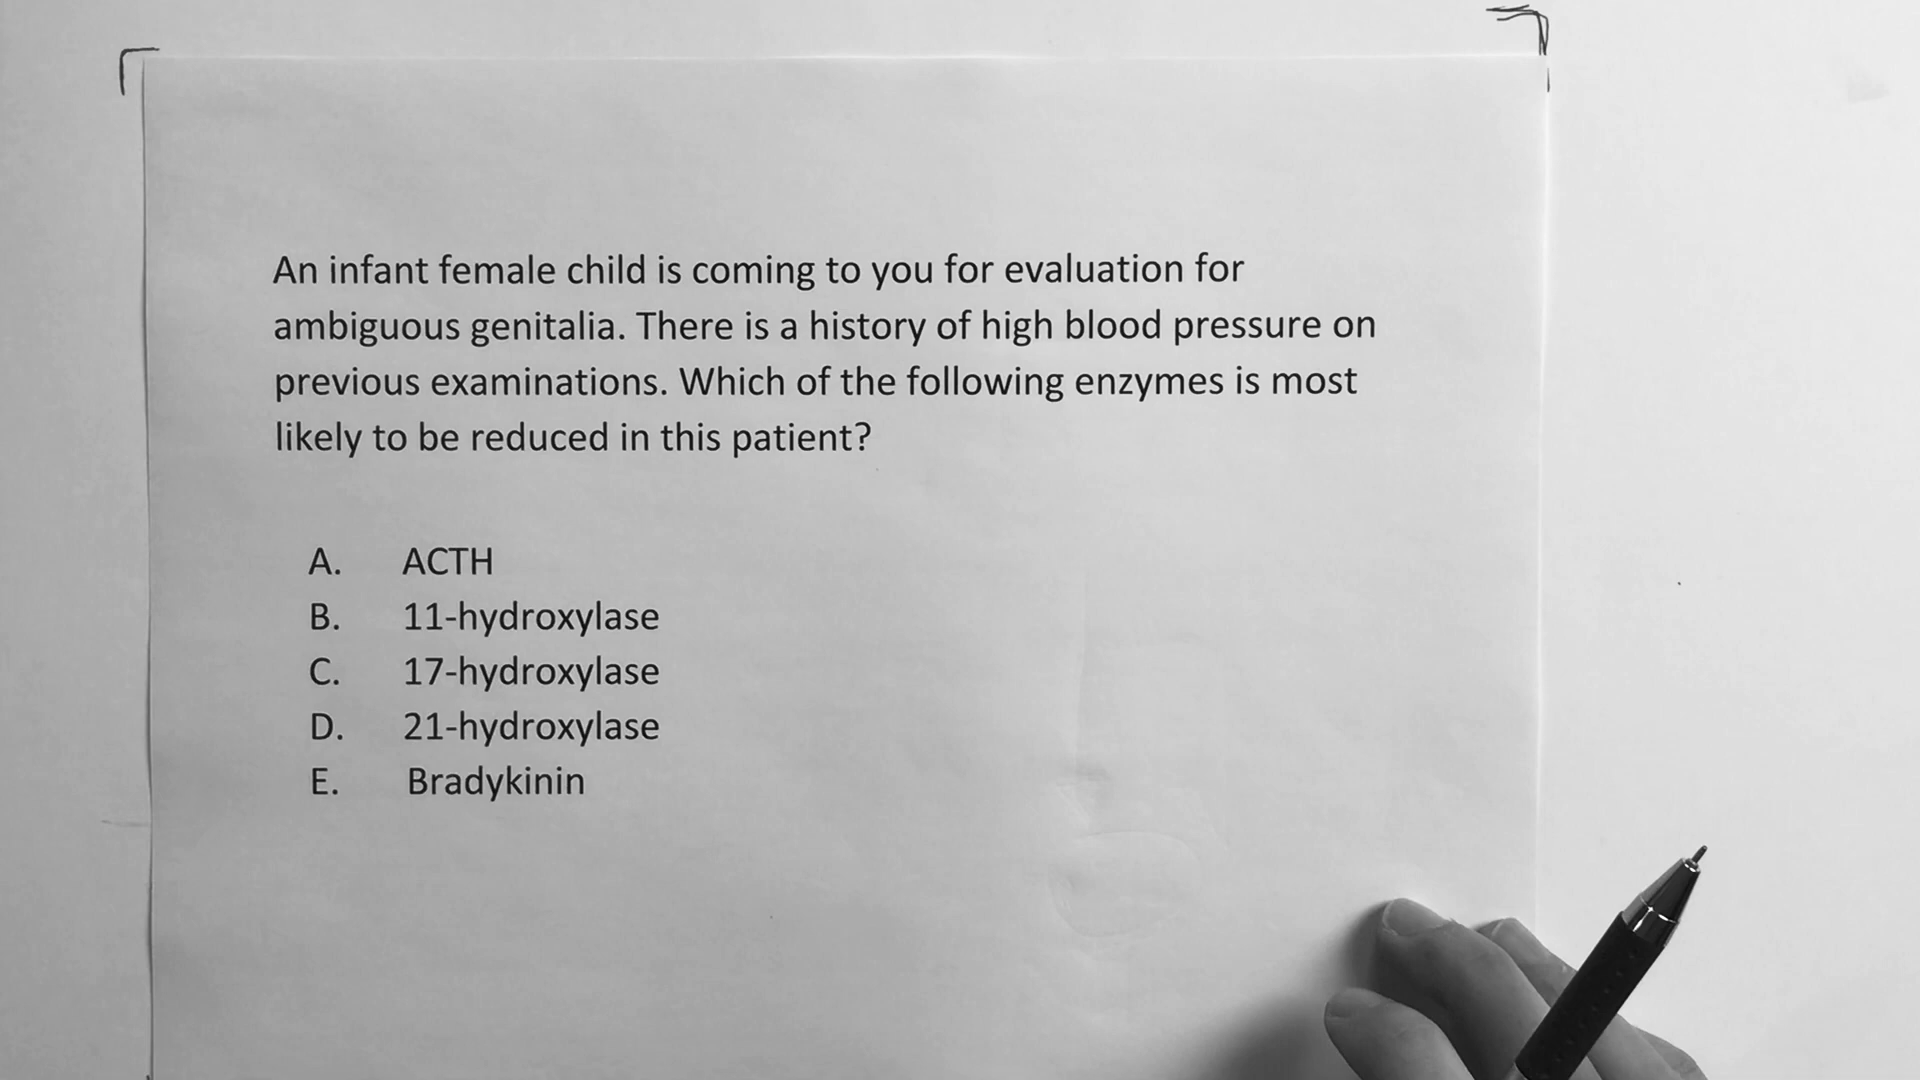 An infant female child is coming to you for evaluation for
ambiguous genitalia. There is a history of high blood pressure on
previous examinations. Which of the following enzymes is most
likely to be reduced in this patient?
A. ACTH
B. 11-hydroxylase
C. 17-hydroxylase
D. 21-hydroxylase
E. Bradykinin